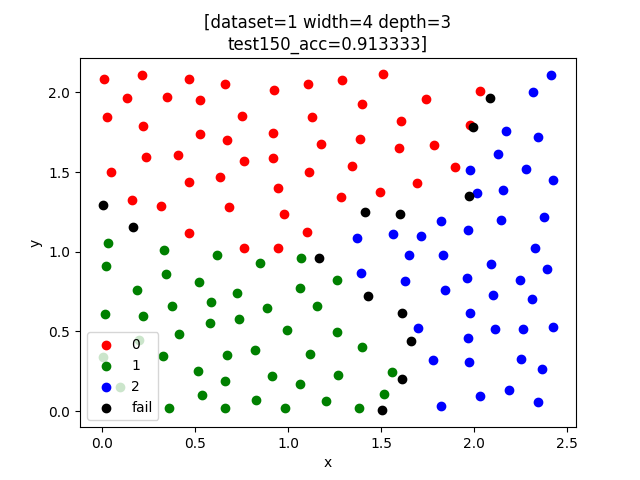 [dataset=1 width=4 depth=3
test150_acc=0.913333]
2.0
1.5
1.0
0.5
0.0
y
0
1
2
fail
0.0 0.5 1.0 1.5 2.0 2.5
x